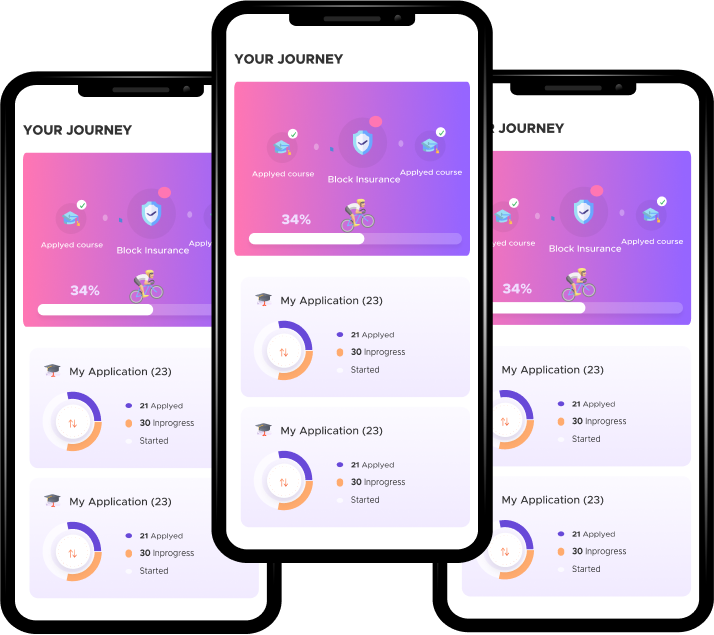 YOUR JOURNEY
Applyed course
Block Insurance
Applyed course
34%
My Application (23)
21 Applyed
30 Inprogress
Started
My Application (23)
21 Applyed
30 Inprogress
Started
YOUR JOURNEY
Applyed course
Block Insurance
Apply
34%
My Application (23)
21 Applyed
30 Inprogress
Started
My Application (23)
21 Applyed
30 Inprogress
Started
JOURNEY
yed course
Block Insurance
Applyed course
34%
My Application (23)
21 Applyed
30 Inprogress
Started
My Application (23)
21 Applyed
30 Inprogress
Started